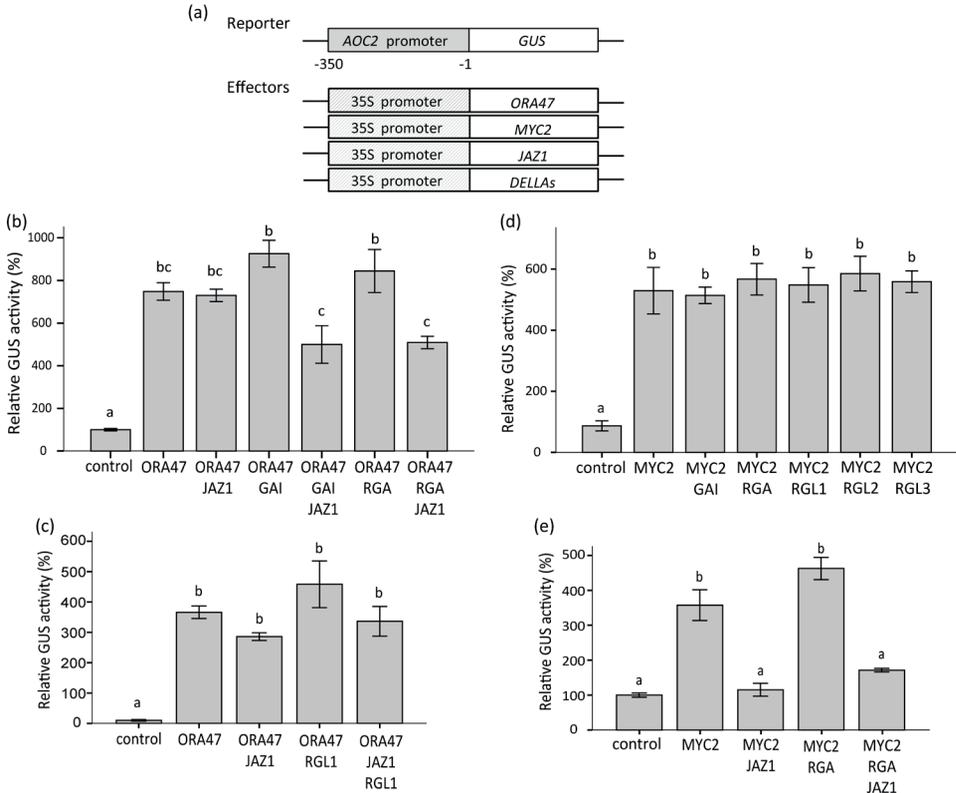 (a)
Reporter
AOC2 promoter GUS
-350 -1
Effectors
35S promoter ORA47
35S promoter MYC2
35S promoter JAZ1
35S promoter DELLAs
(b)
Relative GUS activity (%)
1000
800
600
400
200
0
a bc bc b c b c
control ORA47 ORA47 ORA47 ORA47 ORA47 ORA47
JAZ1 GAI GAI RGA RGA
JAZ1 JAZ1
(d)
Relative GUS activity (%)
600
400
200
0
a b b b b b b
control MYC2 MYC2 MYC2 MYC2 MYC2 MYC2
GAI RGA RGL1 RGL2 RGL3
(c)
Relative GUS activity (%)
600
500
400
300
200
100
0
a b b b b
control ORA47 ORA47 ORA47 ORA47
JAZ1 RGL1 JAZ1
RGL1
(e)
Relative GUS activity (%)
500
400
300
200
100
0
a b a b a
control MYC2 MYC2 MYC2 MYC2
JAZ1 RGA RGA
JAZ1